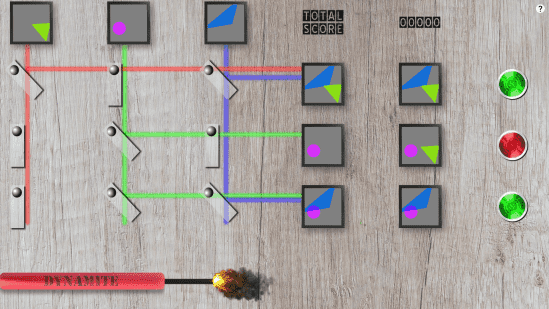 TOTAL
SCORE
00000
?
DYNAMITE